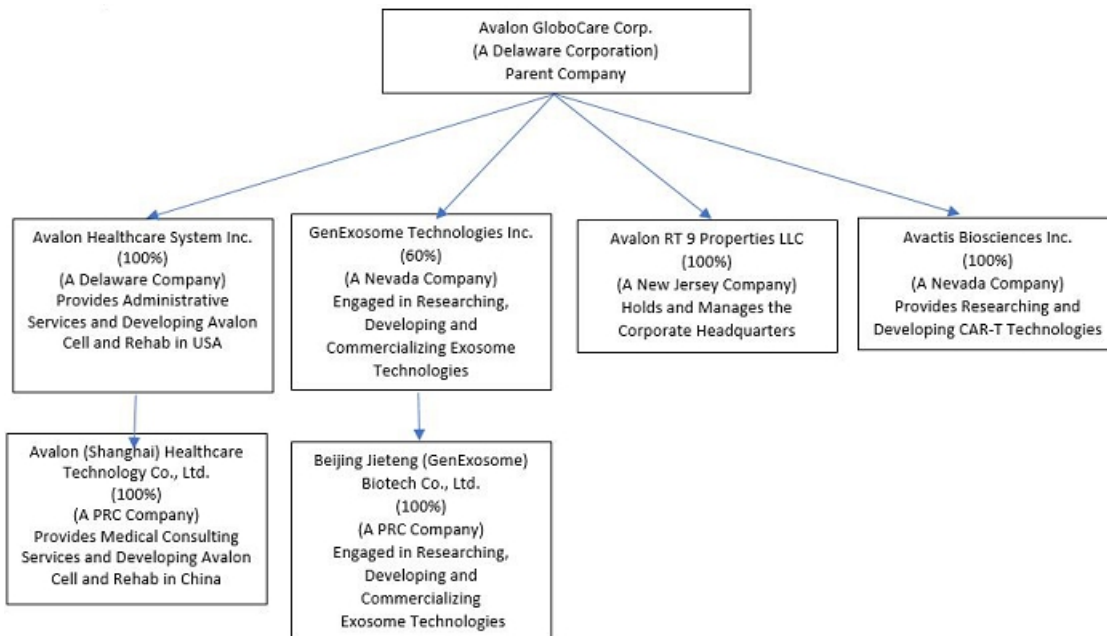 Avalon GloboCare Corp.
(A Delaware Corporation)
Parent Company
Avalon Healthcare System Inc.
(100%)
(A Delaware Company)
Provides Administrative
Services and Developing Avalon
Cell and Rehab in USA
GenExosome Technologies Inc.
(60%)
(A Nevada Company)
Engaged in Researching,
Developing and
Commercializing Exosome
Technologies
Avalon RT 9 Properties LLC
(100%)
(A New Jersey Company)
Holds and Manages the
Corporate Headquarters
Avactis Biosciences Inc.
(100%)
(A Nevada Company)
Provides Researching and
Developing CAR-T Technologies
Avalon (Shanghai) Healthcare
Technology Co., Ltd.
(100%)
(A PRC Company)
Provides Medical Consulting
Services and Developing Avalon
Cell and Rehab in China
Beijing Jieteng (GenExosome)
Biotech Co., Ltd.
(100%)
(A PRC Company)
Engaged in Researching,
Developing and
Commercializing
Exosome Technologies